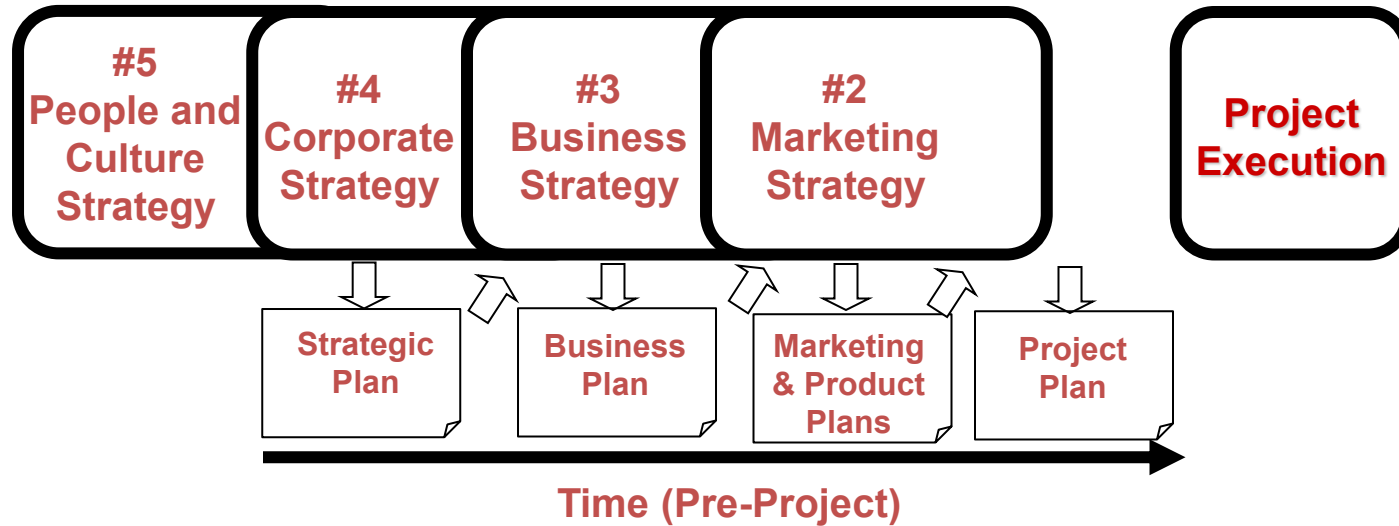 #5
People and
Culture
Strategy
#4
Corporate
Strategy
#3
Business
Strategy
#2
Marketing
Strategy
Project
Execution
Strategic
Plan
Business
Plan
Marketing
& Product
Plans
Project
Plan
Time (Pre-Project)